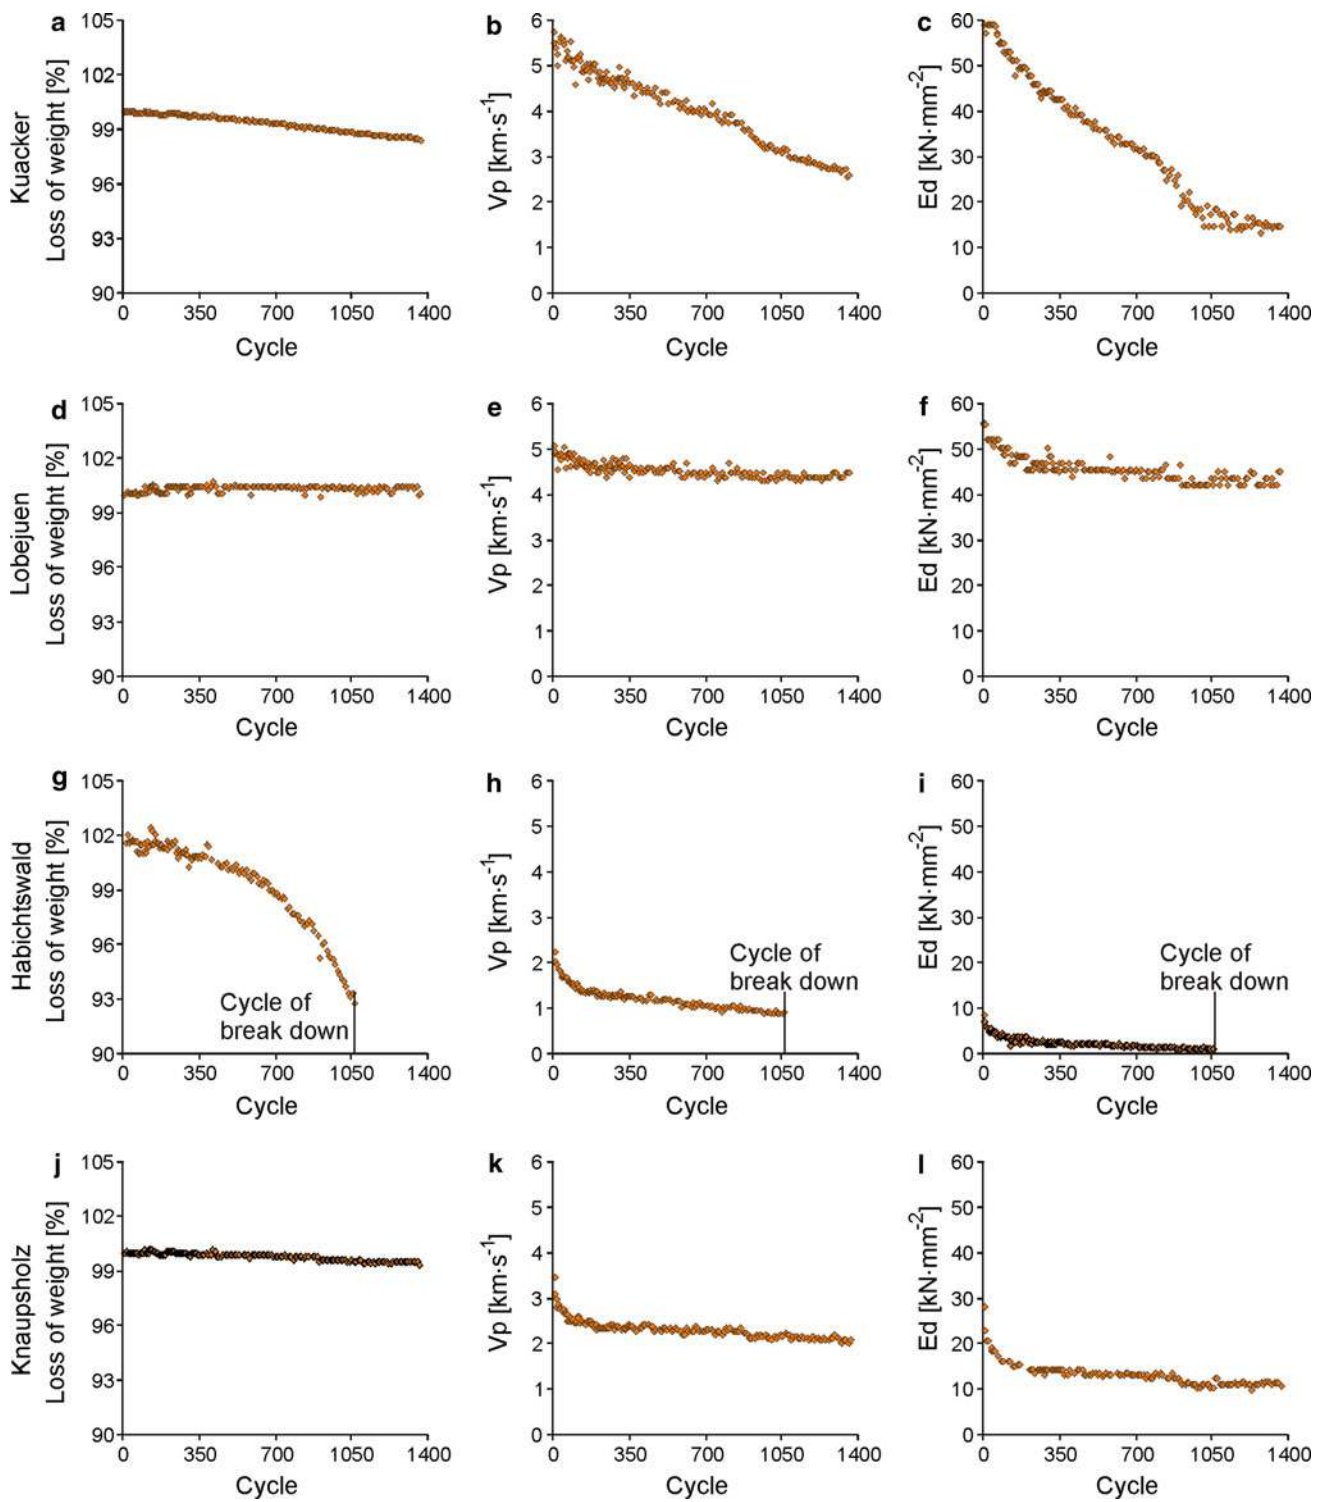 a
105
102
99
96
93
90
Kuacker
Loss of weight [%]
0 350 700 1050 1400
Cycle
b
6
5
4
3
2
1
0
Vp [km·s⁻¹]
0 350 700 1050 1400
Cycle
c
60
50
40
30
20
10
0
Ed [kN·mm⁻²]
0 350 700 1050 1400
Cycle
d
105
102
99
96
93
90
Lobejuen
Loss of weight [%]
0 350 700 1050 1400
Cycle
e
6
5
4
3
2
1
0
Vp [km·s⁻¹]
0 350 700 1050 1400
Cycle
f
60
50
40
30
20
10
0
Ed [kN·mm⁻²]
0 350 700 1050 1400
Cycle
g
105
102
99
96
93
90
Habichtswald
Loss of weight [%]
Cycle of
break down
0 350 700 1050 1400
Cycle
h
6
5
4
3
2
1
0
Vp [km·s⁻¹]
Cycle of
break down
0 350 700 1050 1400
Cycle
i
60
50
40
30
20
10
0
Ed [kN·mm⁻²]
Cycle of
break down
0 350 700 1050 1400
Cycle
j
105
102
99
96
93
90
Knaupsholz
Loss of weight [%]
0 350 700 1050 1400
Cycle
k
6
5
4
3
2
1
0
Vp [km·s⁻¹]
0 350 700 1050 1400
Cycle
l
60
50
40
30
20
10
0
Ed [kN·mm⁻²]
0 350 700 1050 1400
Cycle